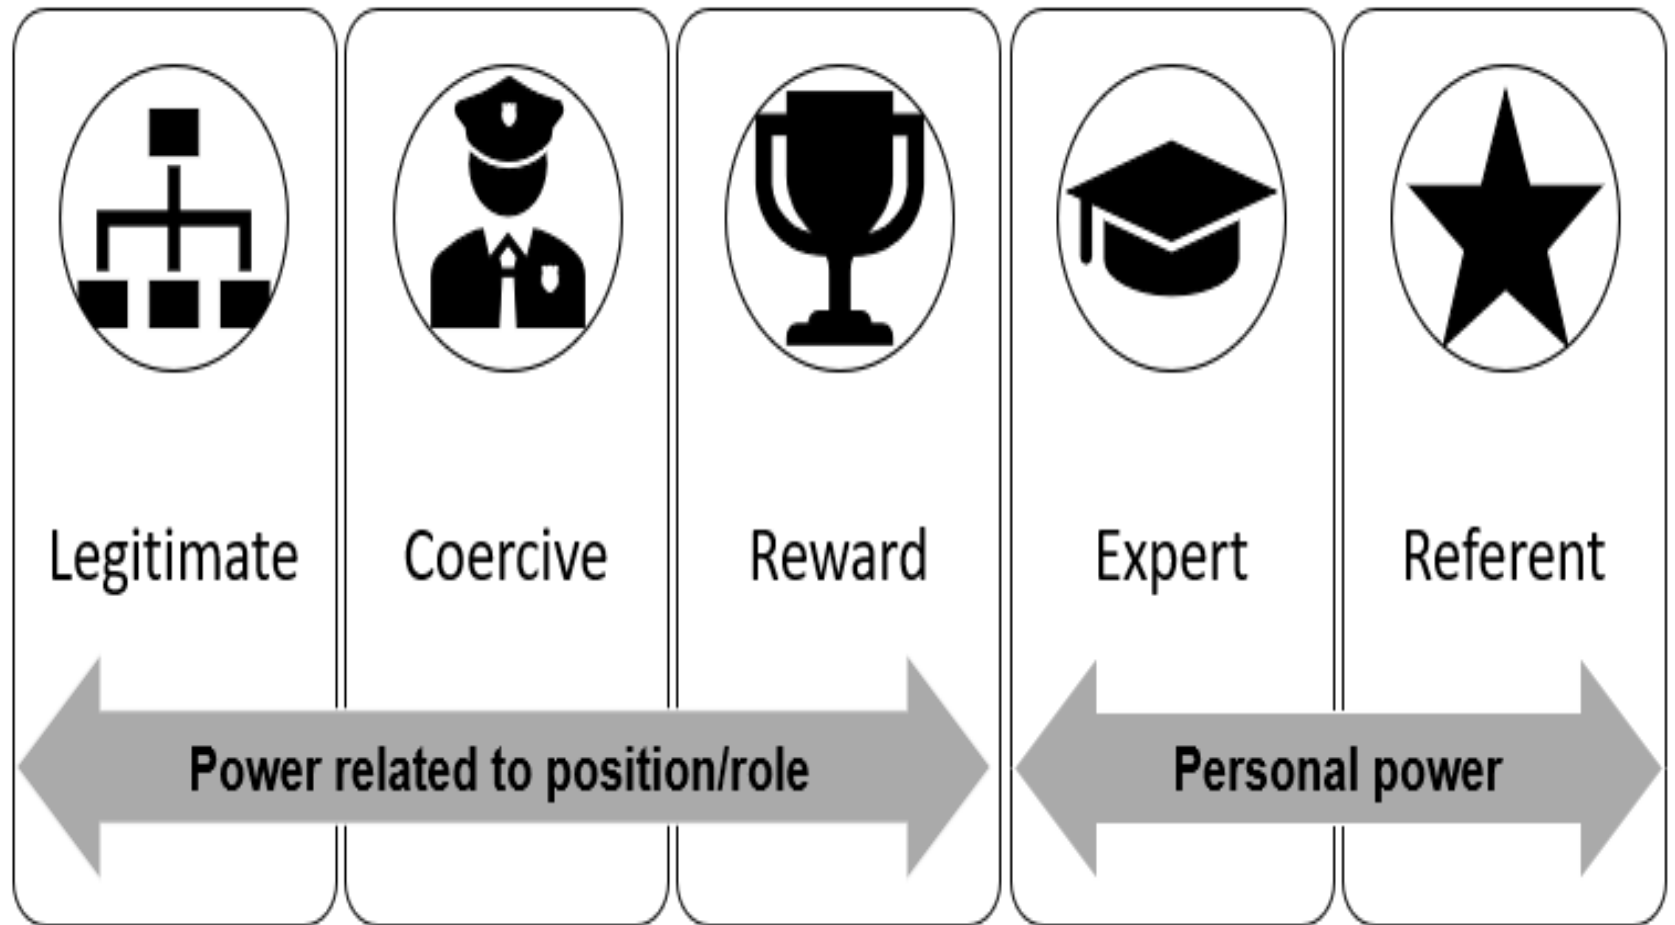 Legitimate
Coercive
Reward
Expert
Referent
Power related to position/role
Personal power